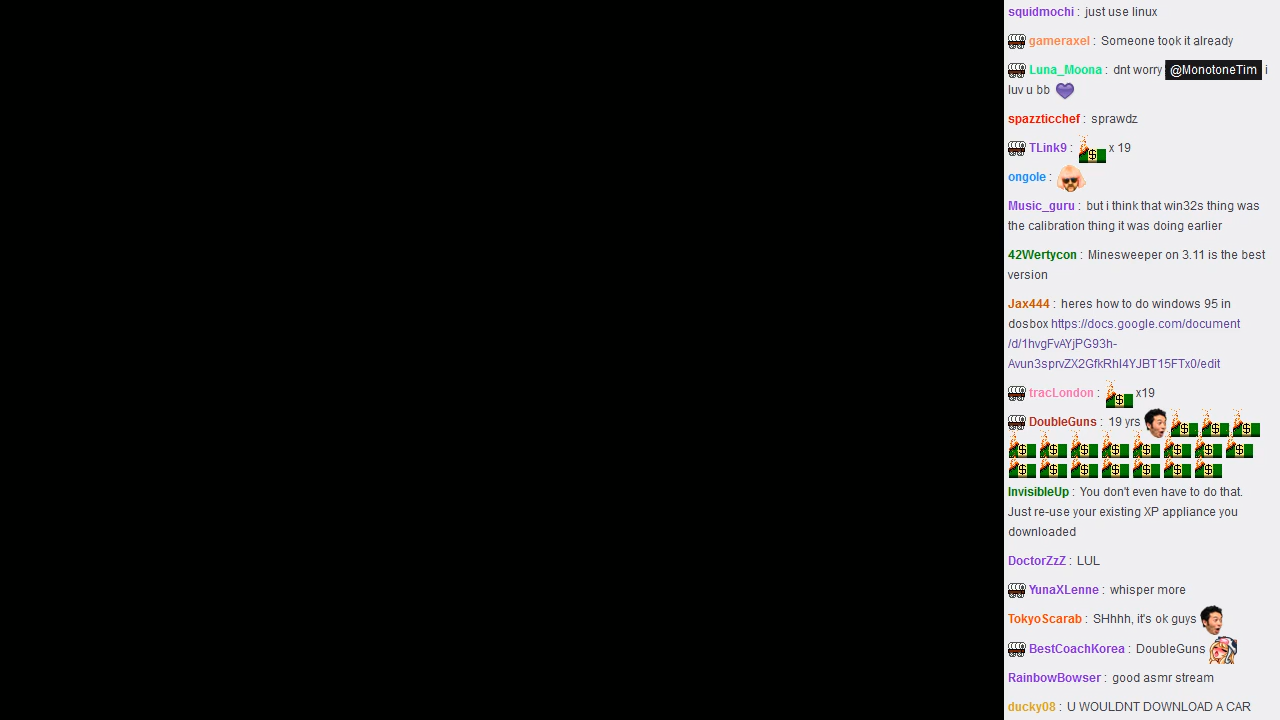 squidmochi : just use linux
gameraxel : Someone took it already
Luna_Moona : dnt worry @MonotoneTim i
luv u bb
spazzticchef : sprawdz
TLink9 : x 19
ongole :
Music_guru : but i think that win32s thing was
the calibration thing it was doing earlier
42Wertycon : Minesweeper on 3.11 is the best
version
Jax444 : heres how to do windows 95 in
dosbox https://docs.google.com/document
/d/1hvgFvAYjPG93h-
Avun3sprvZX2GfkRhI4YJBT15FTx0/edit
tracLondon : x19
DoubleGuns : 19 yrs
InvisibleUp : You don't even have to do that.
Just re-use your existing XP appliance you
downloaded
DoctorZzZ : LUL
YunaXLenne : whisper more
TokyoScarab : SHhhh, it's ok guys
BestCoachKorea : DoubleGuns
RainbowBowser : good asmr stream
ducky08 : U WOULDNT DOWNLOAD A CAR